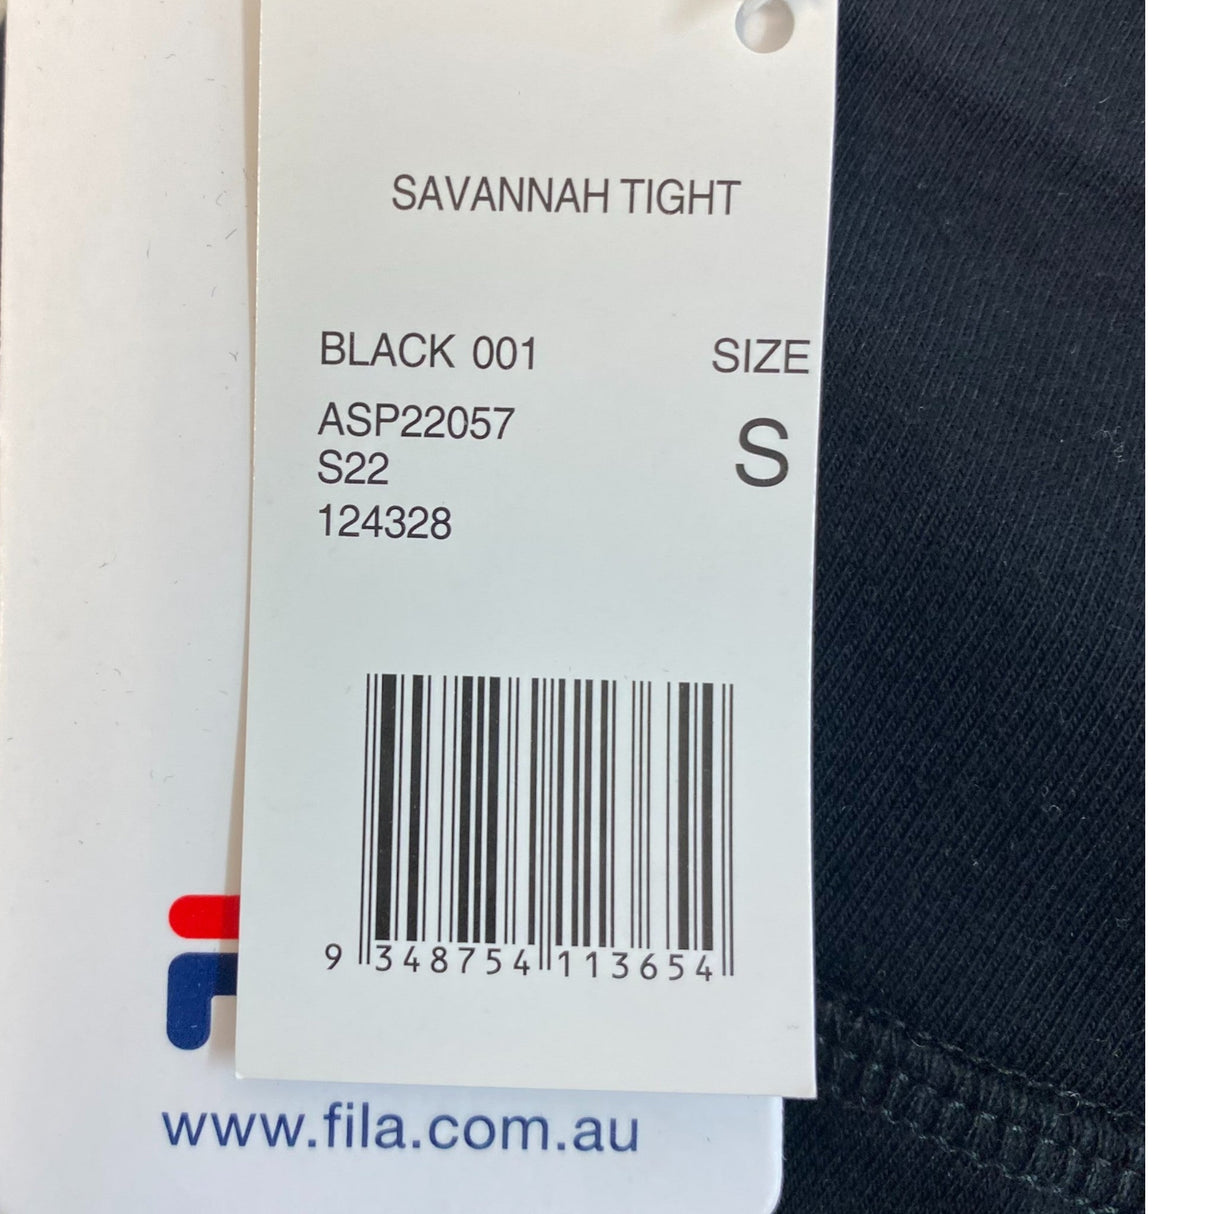 SAVANNAH TIGHT
BLACK 001
SIZE
ASP22057
S
S22
124328
9 348754 113654
www.fila.com.au